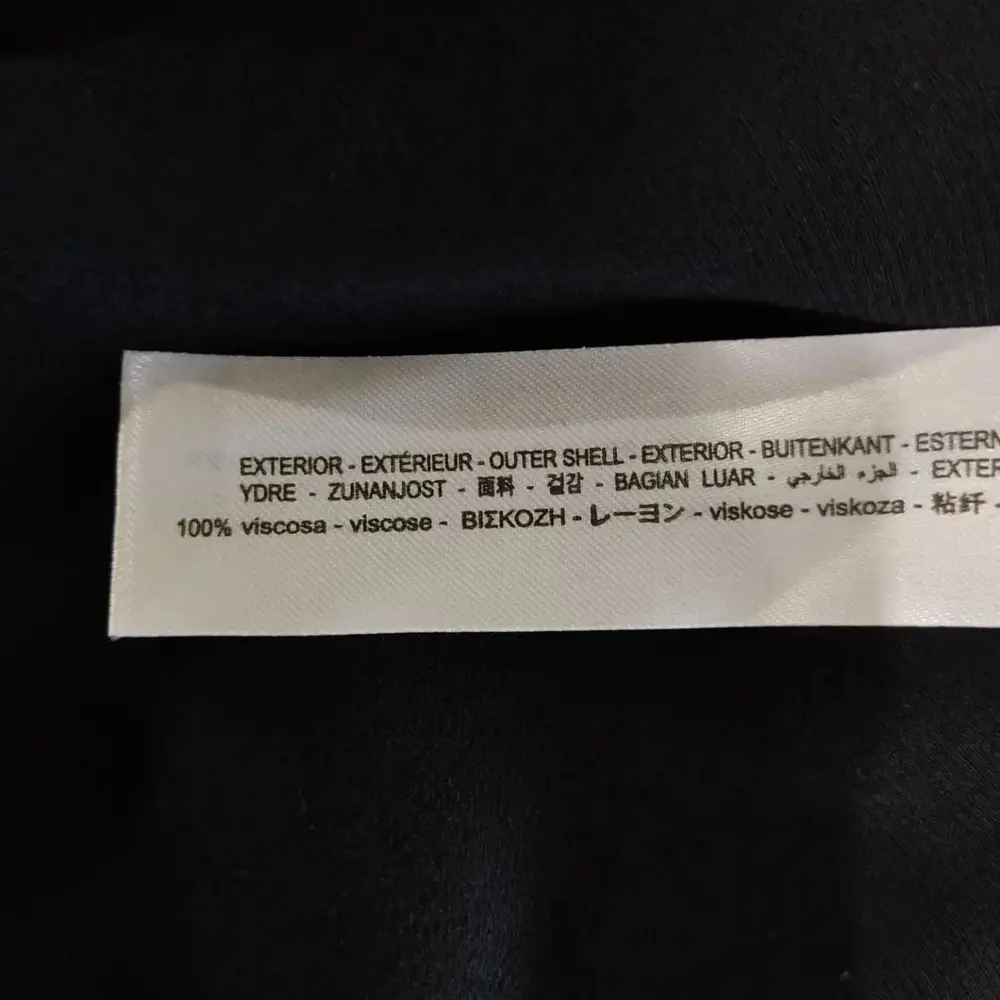 EXTERIOR - EXTÉRIEUR - OUTER SHELL - EXTERIOR - BUITENKANT - ESTERN
YDRE - ZUNANJOST - 面料 - 겉감 - BAGIAN LUAR - الجزء الخارجي - EXTER
100% viscosa - viscose - ΒΙΣΚΟΖΗ - レーヨン - viskose - viskoza - 粘纤 -